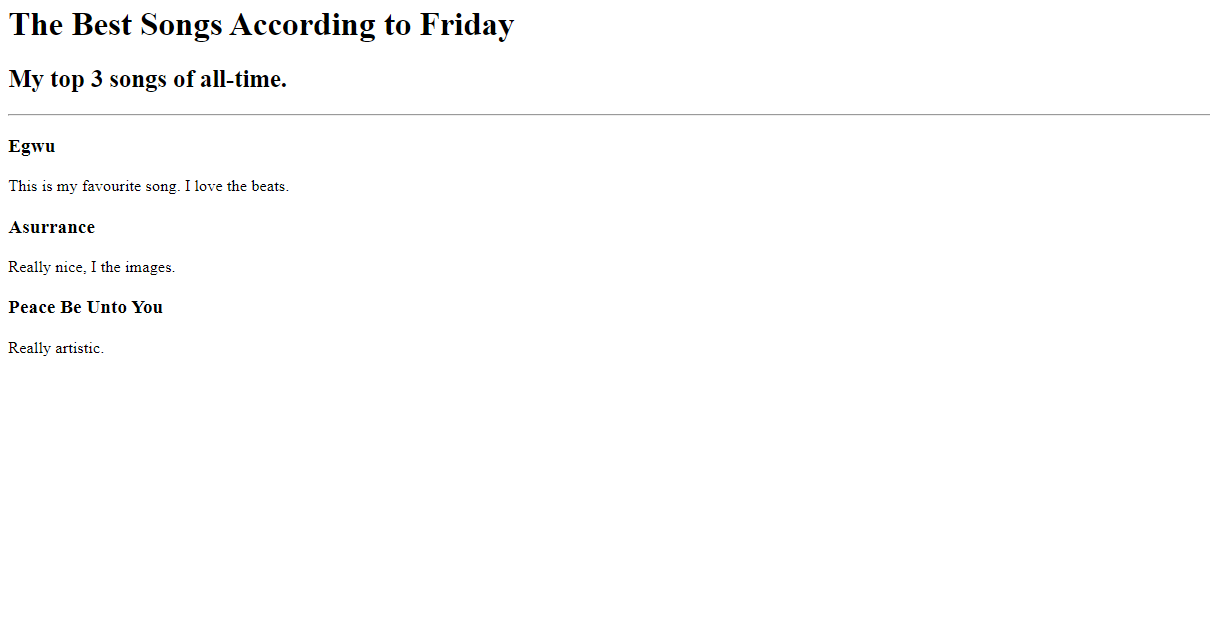 The Best Songs According to Friday
My top 3 songs of all-time.
Egwu
This is my favourite song. I love the beats.
Asurrance
Really nice, I the images.
Peace Be Unto You
Really artistic.